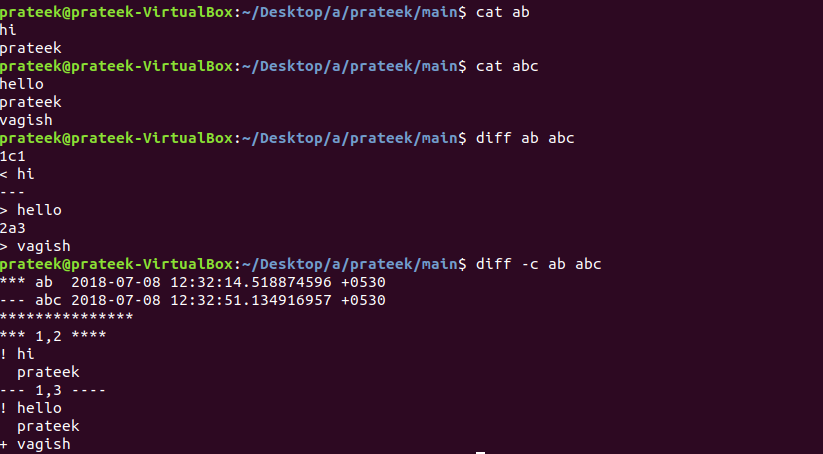 prateek@prateek-VirtualBox:~/Desktop/a/prateek/main$ cat ab
hi
prateek
prateek@prateek-VirtualBox:~/Desktop/a/prateek/main$ cat abc
hello
prateek
vagish
prateek@prateek-VirtualBox:~/Desktop/a/prateek/main$ diff ab abc
1c1
< hi
---
> hello
2a3
> vagish
prateek@prateek-VirtualBox:~/Desktop/a/prateek/main$ diff -c ab abc
*** ab  2018-07-08 12:32:14.518874596 +0530
--- abc 2018-07-08 12:32:51.134916957 +0530
***************
*** 1,2 ****
! hi
  prateek
--- 1,3 ----
! hello
  prateek
+ vagish